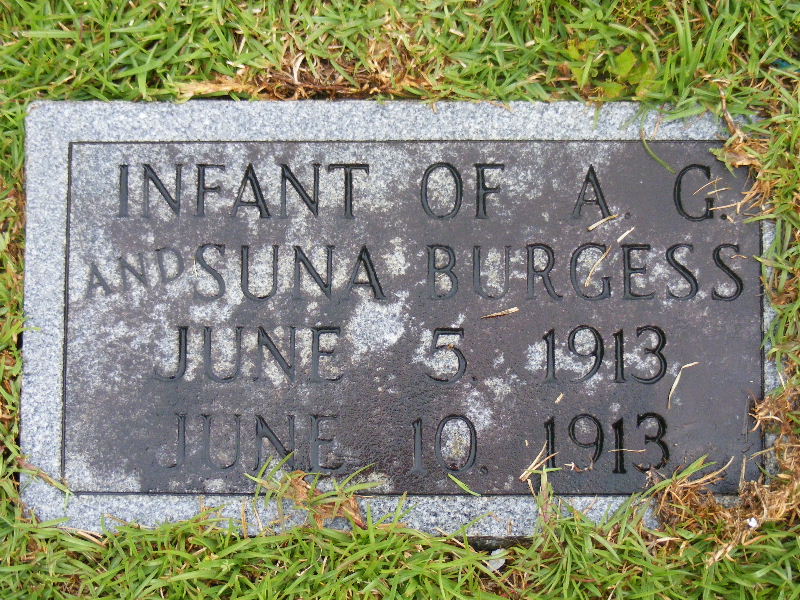 INFANT OF A. G.
AND SUNA BURGESS
JUNE 5. 1913
JUNE 10. 1913